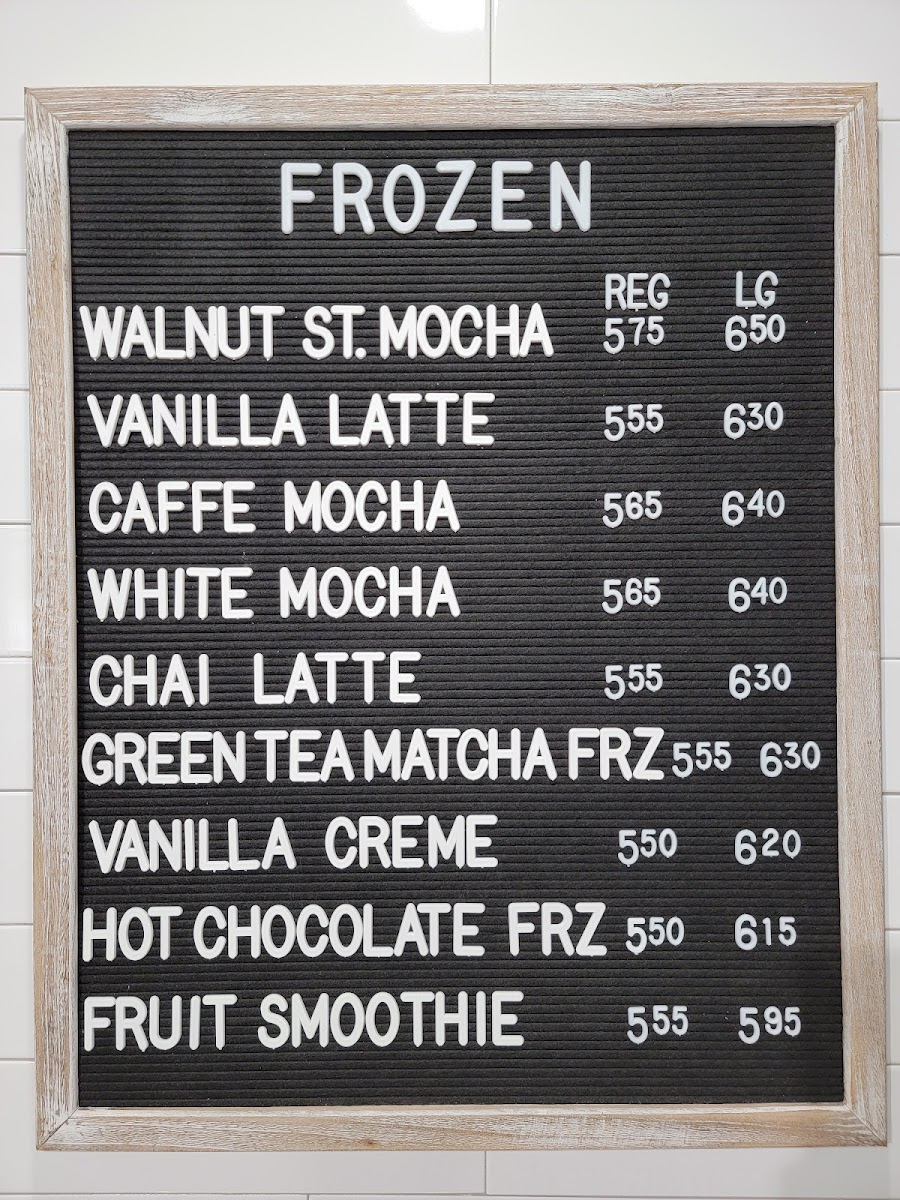 FROZEN
REG LG
WALNUT ST. MOCHA 575 650
VANILLA LATTE 555 630
CAFFE MOCHA 565 640
WHITE MOCHA 565 640
CHAI LATTE 555 630
GREEN TEA MATCHA FRZ 555 630
VANILLA CREME 550 620
HOT CHOCOLATE FRZ 550 615
FRUIT SMOOTHIE 555 595